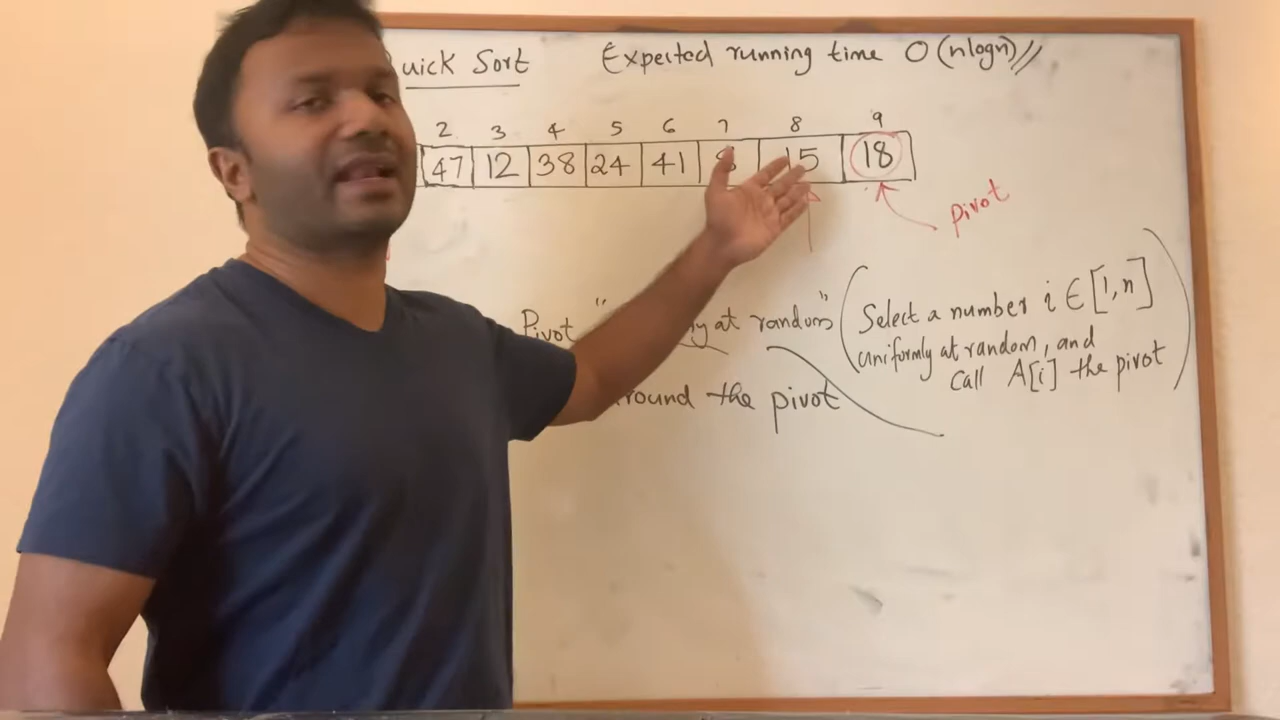 uick Sort Expected running time O(nlogn)//
2 3 4 5 6 7 8 9
47 12 38 24 41 8 15 18
Pivot
Pivot "ly at random" (Select a number i ∈ [1,n]
uniformly at random, and
Call A[i] the pivot)
round the pivot